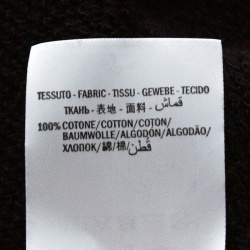 TESSUTO - FABRIC - TISSU - GEWEBE - TECIDO
ТКАНЬ - 表地 - 面料 - قماش
100% COTONE/COTTON/COTON/
BAUMWOLLE/ALGODÓN/ALGODÃO/
ХЛОПОК/綿/棉/قُطْن